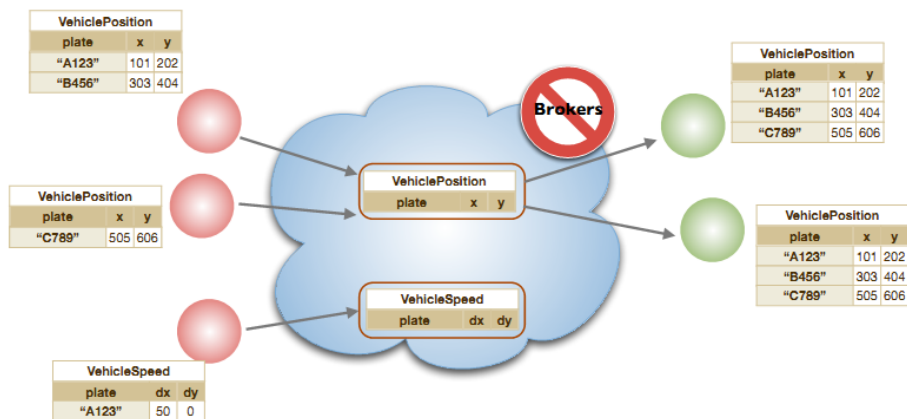 VehiclePosition
plate x y
“A123” 101 202
“B456” 303 404
VehiclePosition
plate x y
“C789” 505 606
VehicleSpeed
plate dx dy
“A123” 50 0
VehiclePosition
plate x y
VehicleSpeed
plate dx dy
Brokers
VehiclePosition
plate x y
“A123” 101 202
“B456” 303 404
“C789” 505 606
VehiclePosition
plate x y
“A123” 101 202
“B456” 303 404
“C789” 505 606